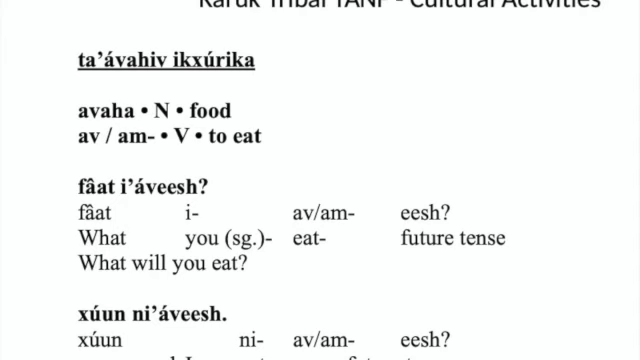 Karuk Tribal TANF - Cultural Activities
ta’ávahiv ikxúrika
avaha • N • food
av / am- • V • to eat
fâat i’áveesh?
fâat i- av/am- eesh?
What you (sg.)- eat- future tense
What will you eat?
xúun ni’áveesh.
xúun ni- av/am- eesh?